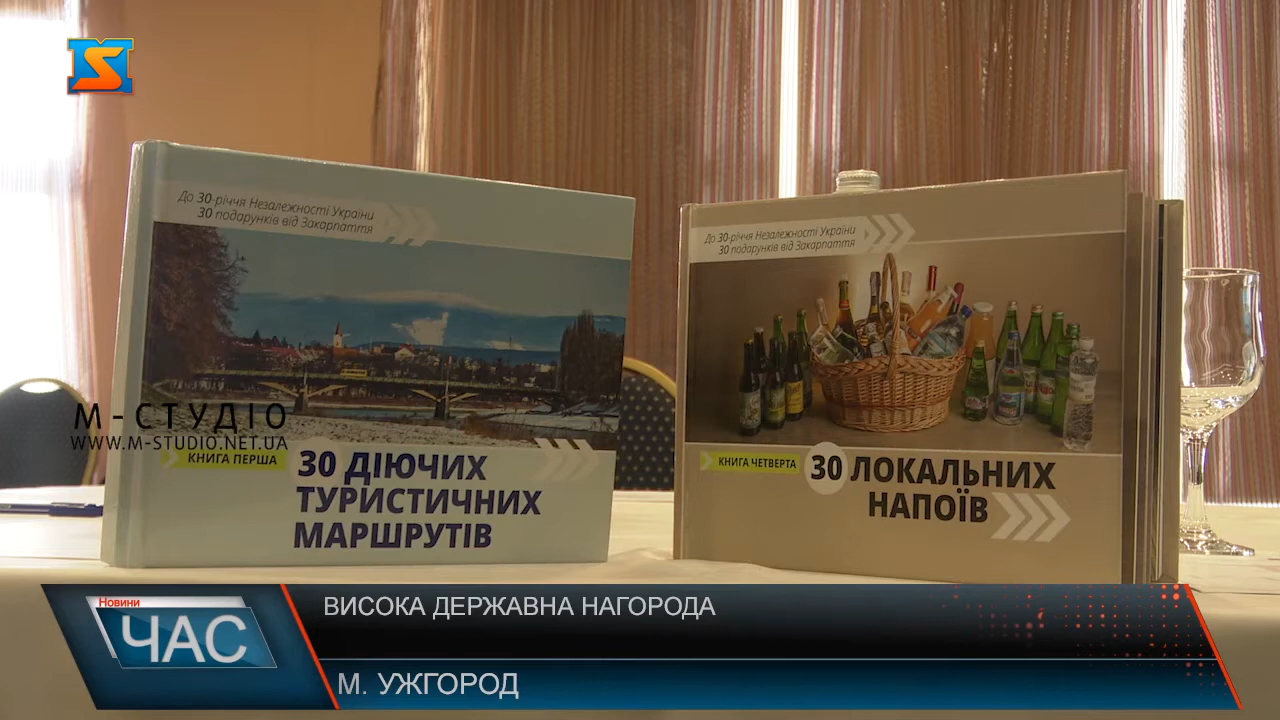 До 30-річчя Незалежності України
30 подарунків від Закарпаття
М-СТУДІО
WWW.M-STUDIO.NET.UA
КНИГА ПЕРША
30 ДІЮЧИХ
ТУРИСТИЧНИХ
МАРШРУТІВ
До 30-річчя Незалежності України
30 подарунків від Закарпаття
КНИГА ЧЕТВЕРТА
30 ЛОКАЛЬНИХ
НАПОЇВ
Новини
ЧАС
ВИСОКА ДЕРЖАВНА НАГОРОДА
М. УЖГОРОД